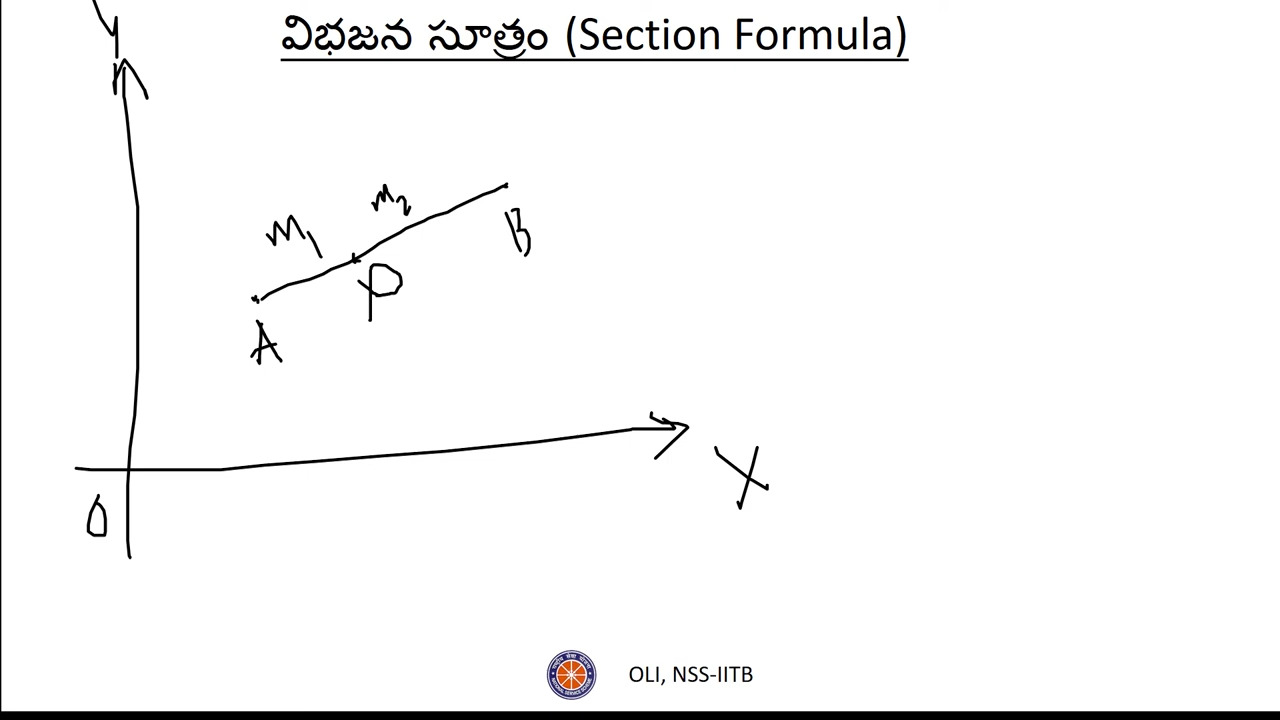 విభజన సూత్రం (Section Formula)
Y
m₂
m₁
B
P
A
X
O
OLI, NSS-IITB